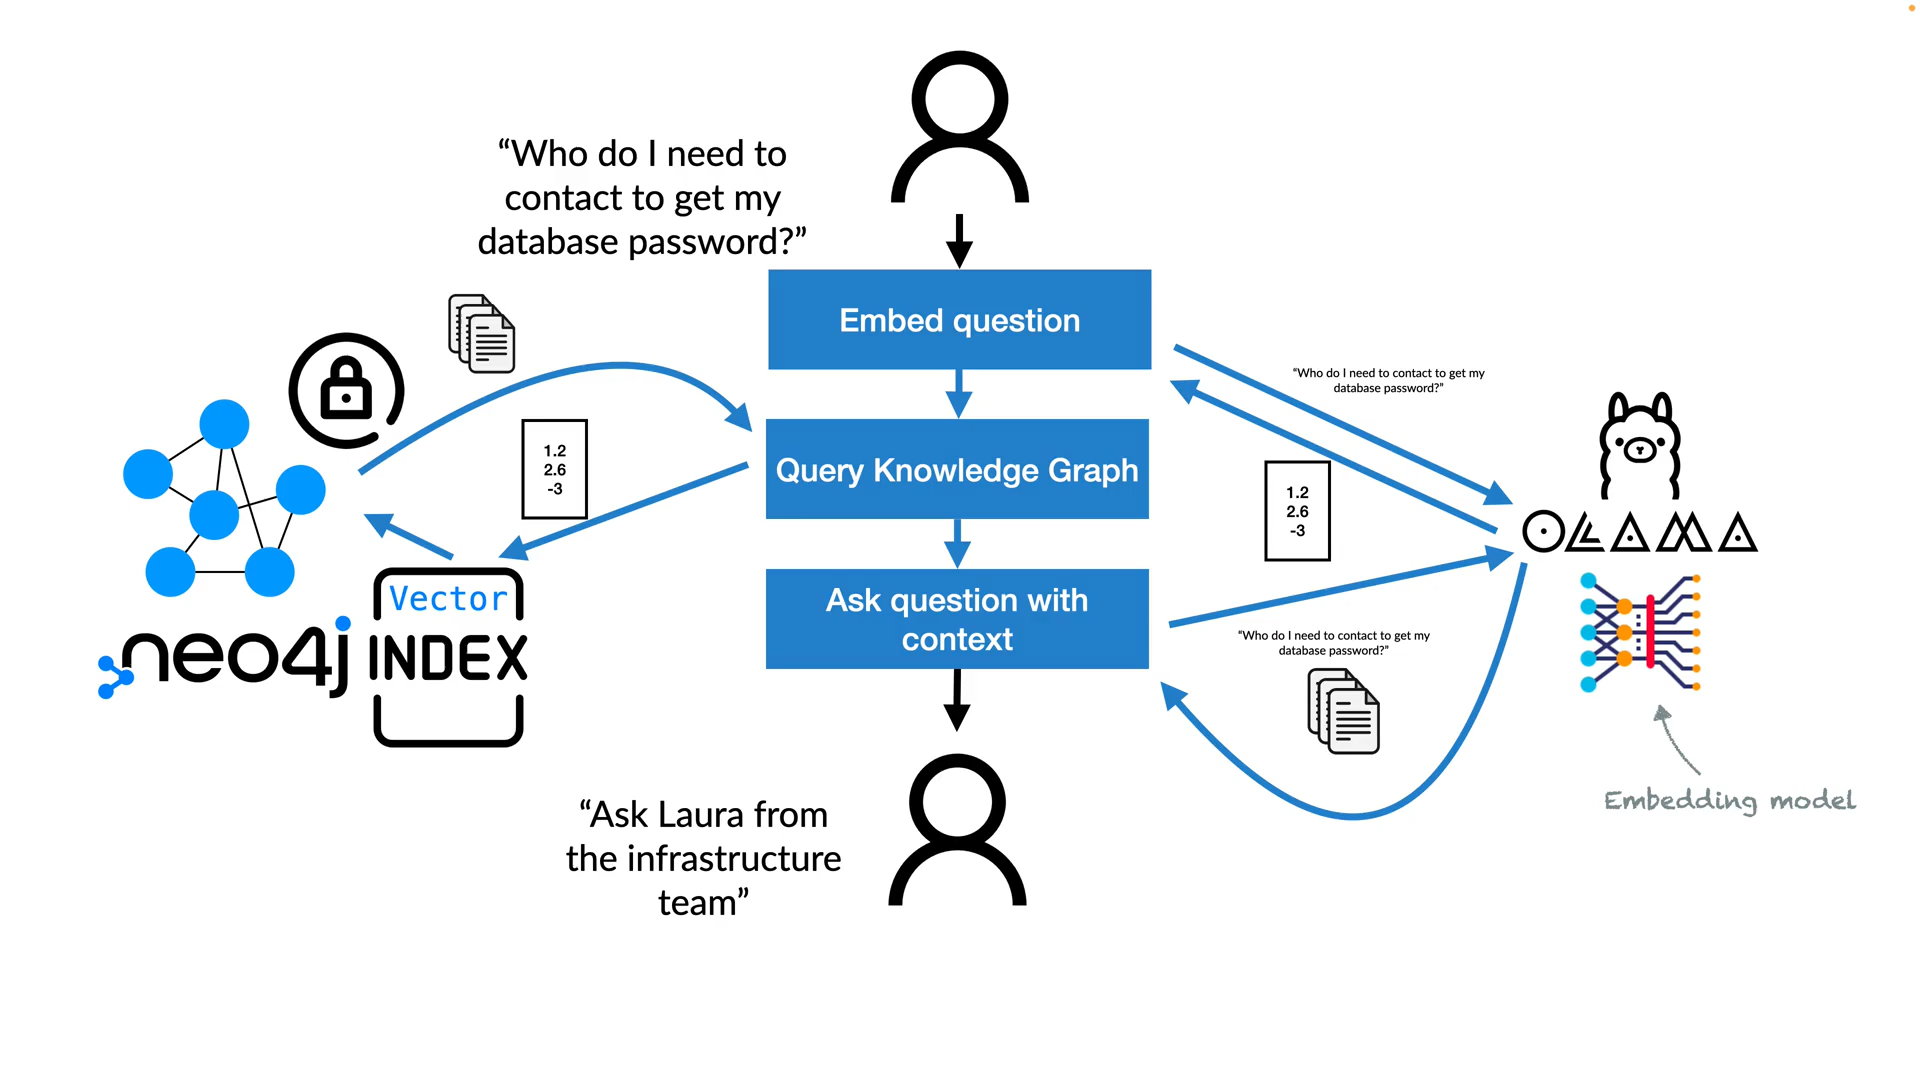 “Who do I need to
contact to get my
database password?”
Embed question
“Who do I need to contact to get my
database password?”
1.2
2.6
-3
Query Knowledge Graph
1.2
2.6
-3
OLLAMA
Vector
INDEX
neo4j
Ask question with
context
“Who do I need to contact to get my
database password?”
Embedding model
“Ask Laura from
the infrastructure
team”